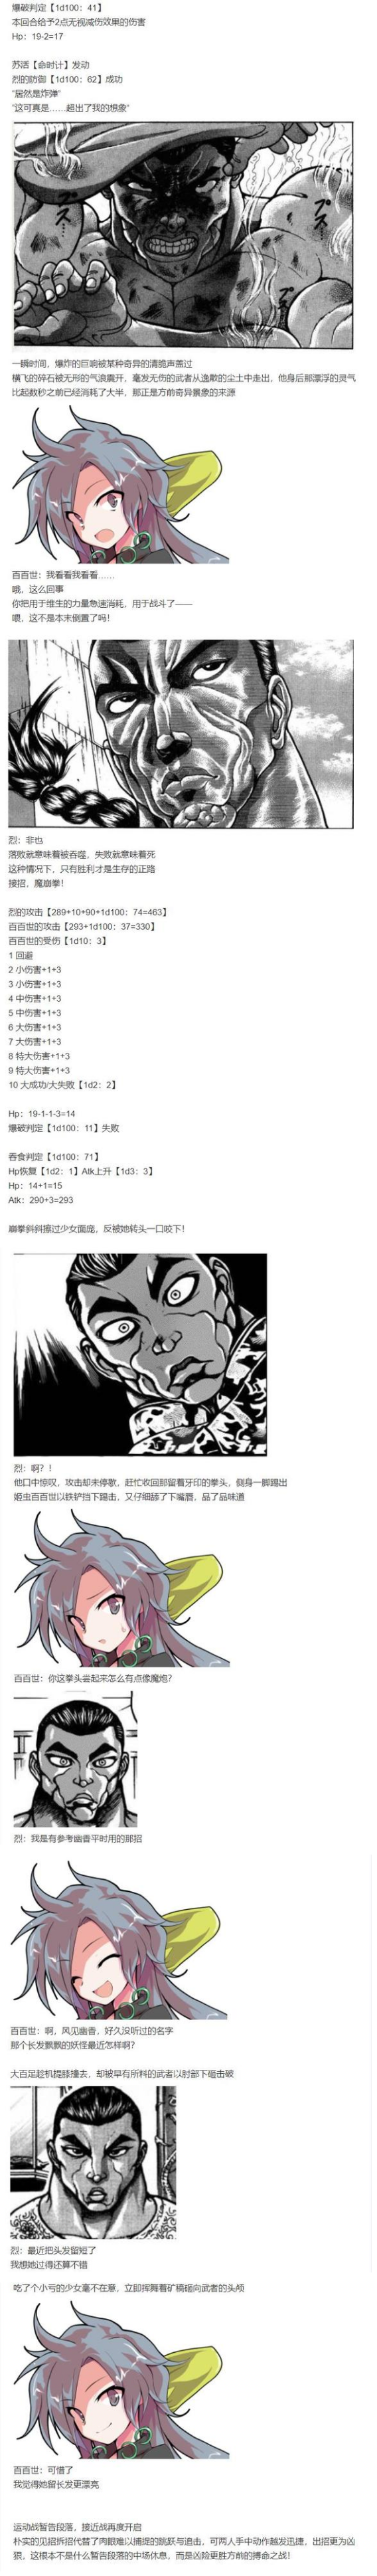 爆破判定【1d100：41】
本回合给予2点无视减伤效果的伤害
Hp：19-2=17
苏活【命时计】发动
烈的防御【1d100：62】成功
“居然是炸弹”
“这可真是……超出了我的想象”
プス…
プス…
一瞬时间，爆炸的巨响被某种奇异的清脆声盖过
横飞的碎石被无形的气浪震开，毫发无伤的武者从逸散的尘土中走出，他身后那漂浮的灵气
比起数秒之前已经消耗了大半，那正是方前奇异景象的来源
百百世：我看看我看看……
哦，这么回事
你把用于维生的力量急速消耗，用于战斗了——
喂，这不是本末倒置了吗！
烈：非也
落败就意味着被吞噬，失败就意味着死
这种情况下，只有胜利才是生存的正路
接招，魔崩拳！
烈的攻击【289+10+90+1d100：74=463】
百百世的攻击【293+1d100：37=330】
百百世的受伤【1d10：3】
1 回避
2 小伤害+1+3
3 小伤害+1+3
4 中伤害+1+3
5 中伤害+1+3
6 大伤害+1+3
7 大伤害+1+3
8 特大伤害+1+3
9 特大伤害+1+3
10 大成功/大失败【1d2：2】
Hp：19-1-1-3=14
爆破判定【1d100：11】失败
吞食判定【1d100：71】
Hp恢复【1d2：1】Atk上升【1d3：3】
Hp：14+1=15
Atk：290+3=293
崩拳斜斜擦过少女面庞，反被她转头一口咬下！
烈：啊？！
他口中惊叹，攻击却未停歇，赶忙收回那留着牙印的拳头，侧身一脚踢出
姬虫百百世以铁铲挡下踢击，又仔细舔了下嘴唇，品了品味道
百百世：你这拳头尝起来怎么有点像魔炮？
烈：我是有参考幽香平时用的那招
百百世：啊，风见幽香，好久没听过的名字
那个长发飘飘的妖怪最近怎样啊？
大百足趁机提膝撞去，却被早有所料的武者以肘部下砸击破
烈：最近把头发留短了
我想她过得还算不错
吃了个小亏的少女毫不在意，立即挥舞着矿稿砸向武者的头颅
百百世：可惜了
我觉得她留长发更漂亮
运动战暂告段落，接近战再度开启
朴实的见招拆招代替了肉眼难以捕捉的跳跃与追击，可两人手中动作越发迅捷，出招更为凶
狠，这根本不是什么暂告段落的中场休息，而是凶险更胜方前的搏命之战！